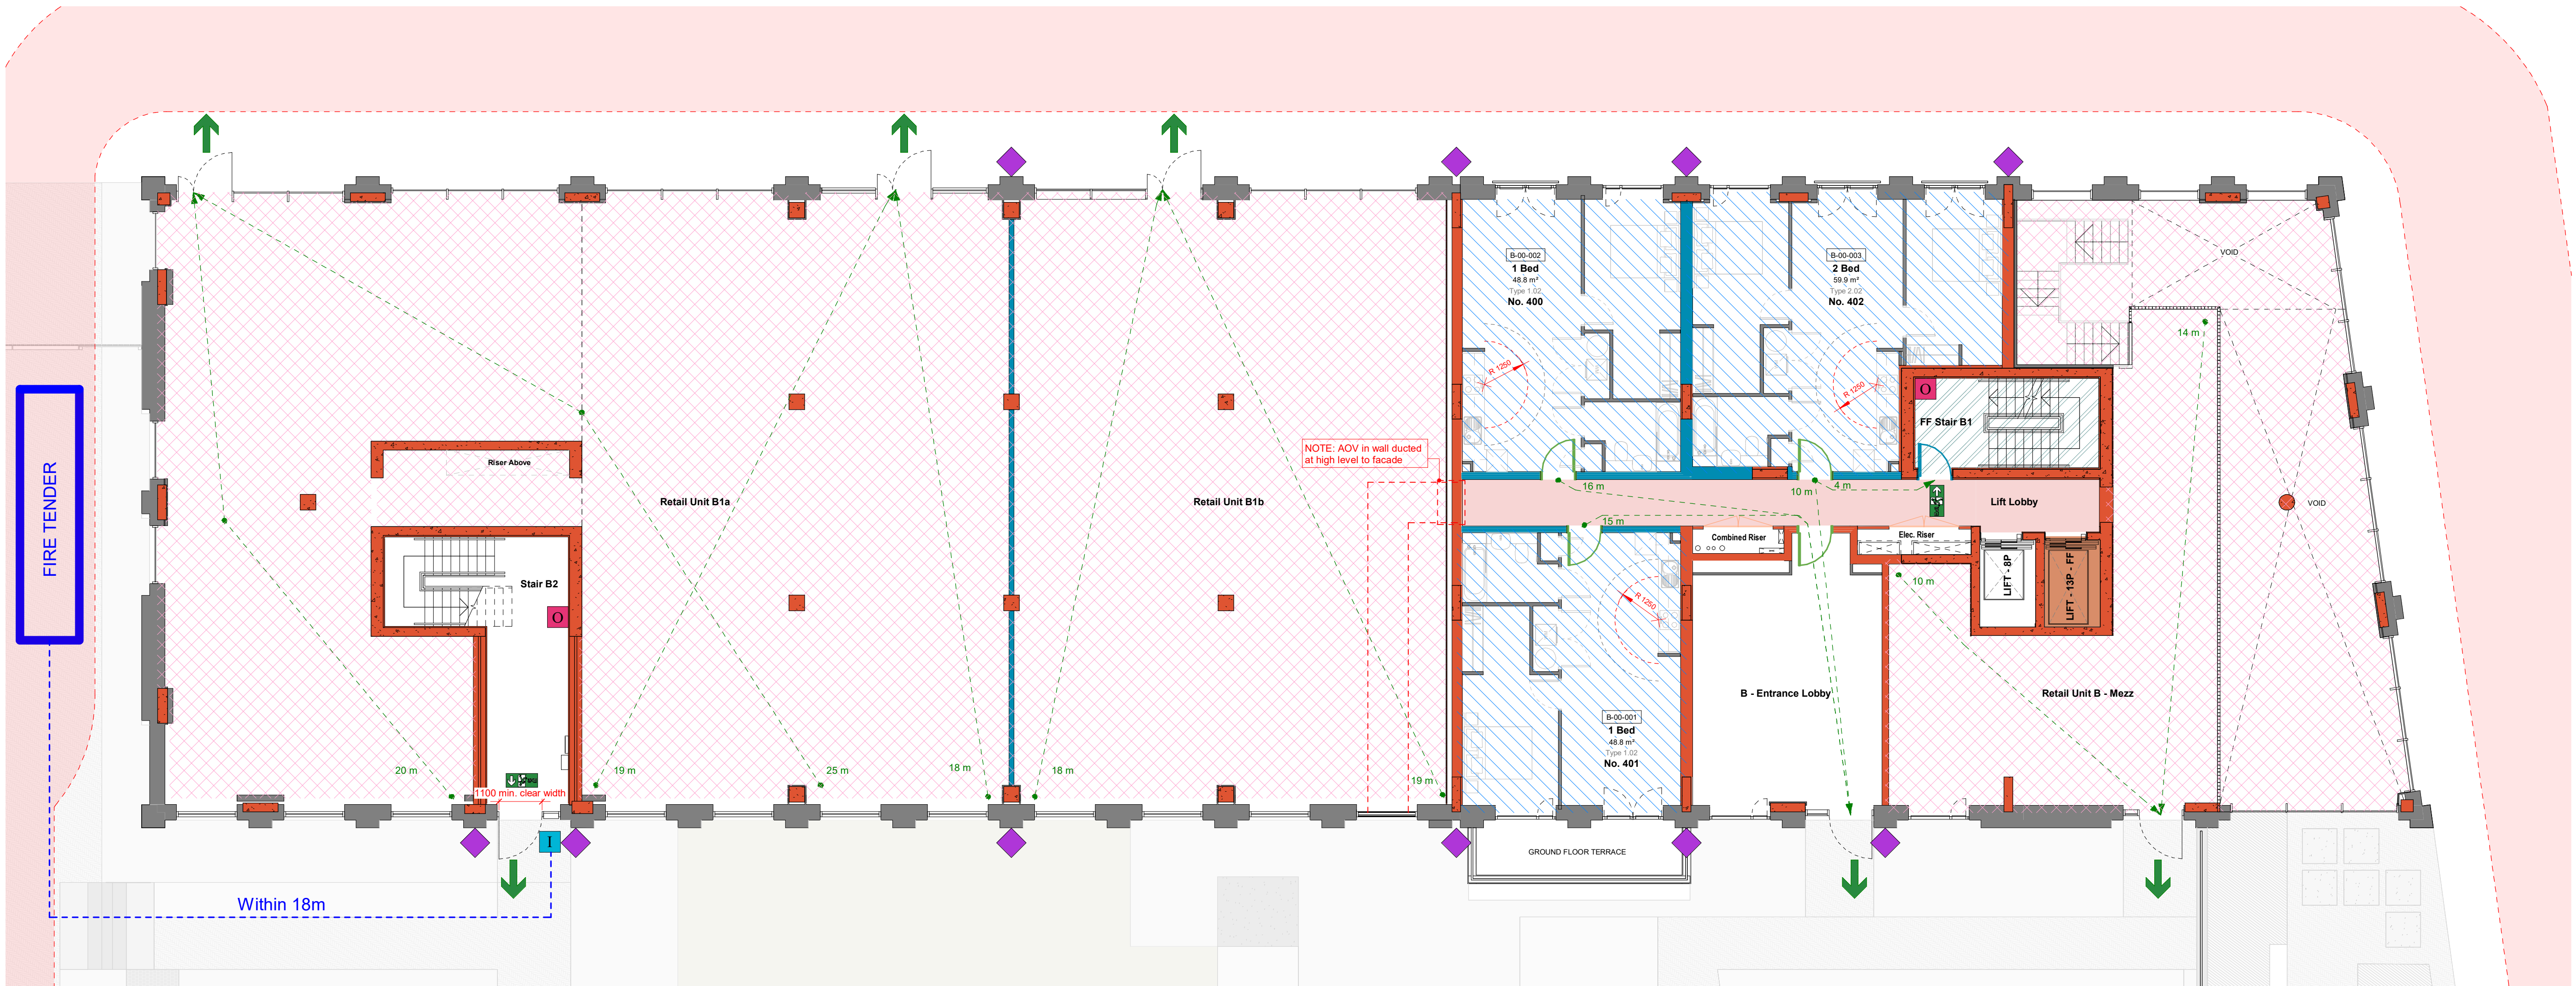 VOID
B-00-002
1 Bed
48.8 m²
Type 1.02
No. 400
B-00-003
2 Bed
59.9 m²
Type 2.02
No. 402
14 m
R 1250
R 1250
O
FF Stair B1
NOTE: AOV in wall ducted
at high level to facade
Riser Above
FIRE TENDER
Retail Unit B1a
Retail Unit B1b
16 m
10 m
4 m
Lift Lobby
VOID
15 m
Combined Riser
Elec. Riser
LIFT - 8P
LIFT - 13P - FF
Stair B2
O
10 m
R 1250
B - Entrance Lobby
Retail Unit B - Mezz
B-00-001
1 Bed
48.8 m²
Type 1.02
No. 401
20 m
19 m
25 m
18 m
18 m
19 m
1100 min. clear width
I
GROUND FLOOR TERRACE
Within 18m